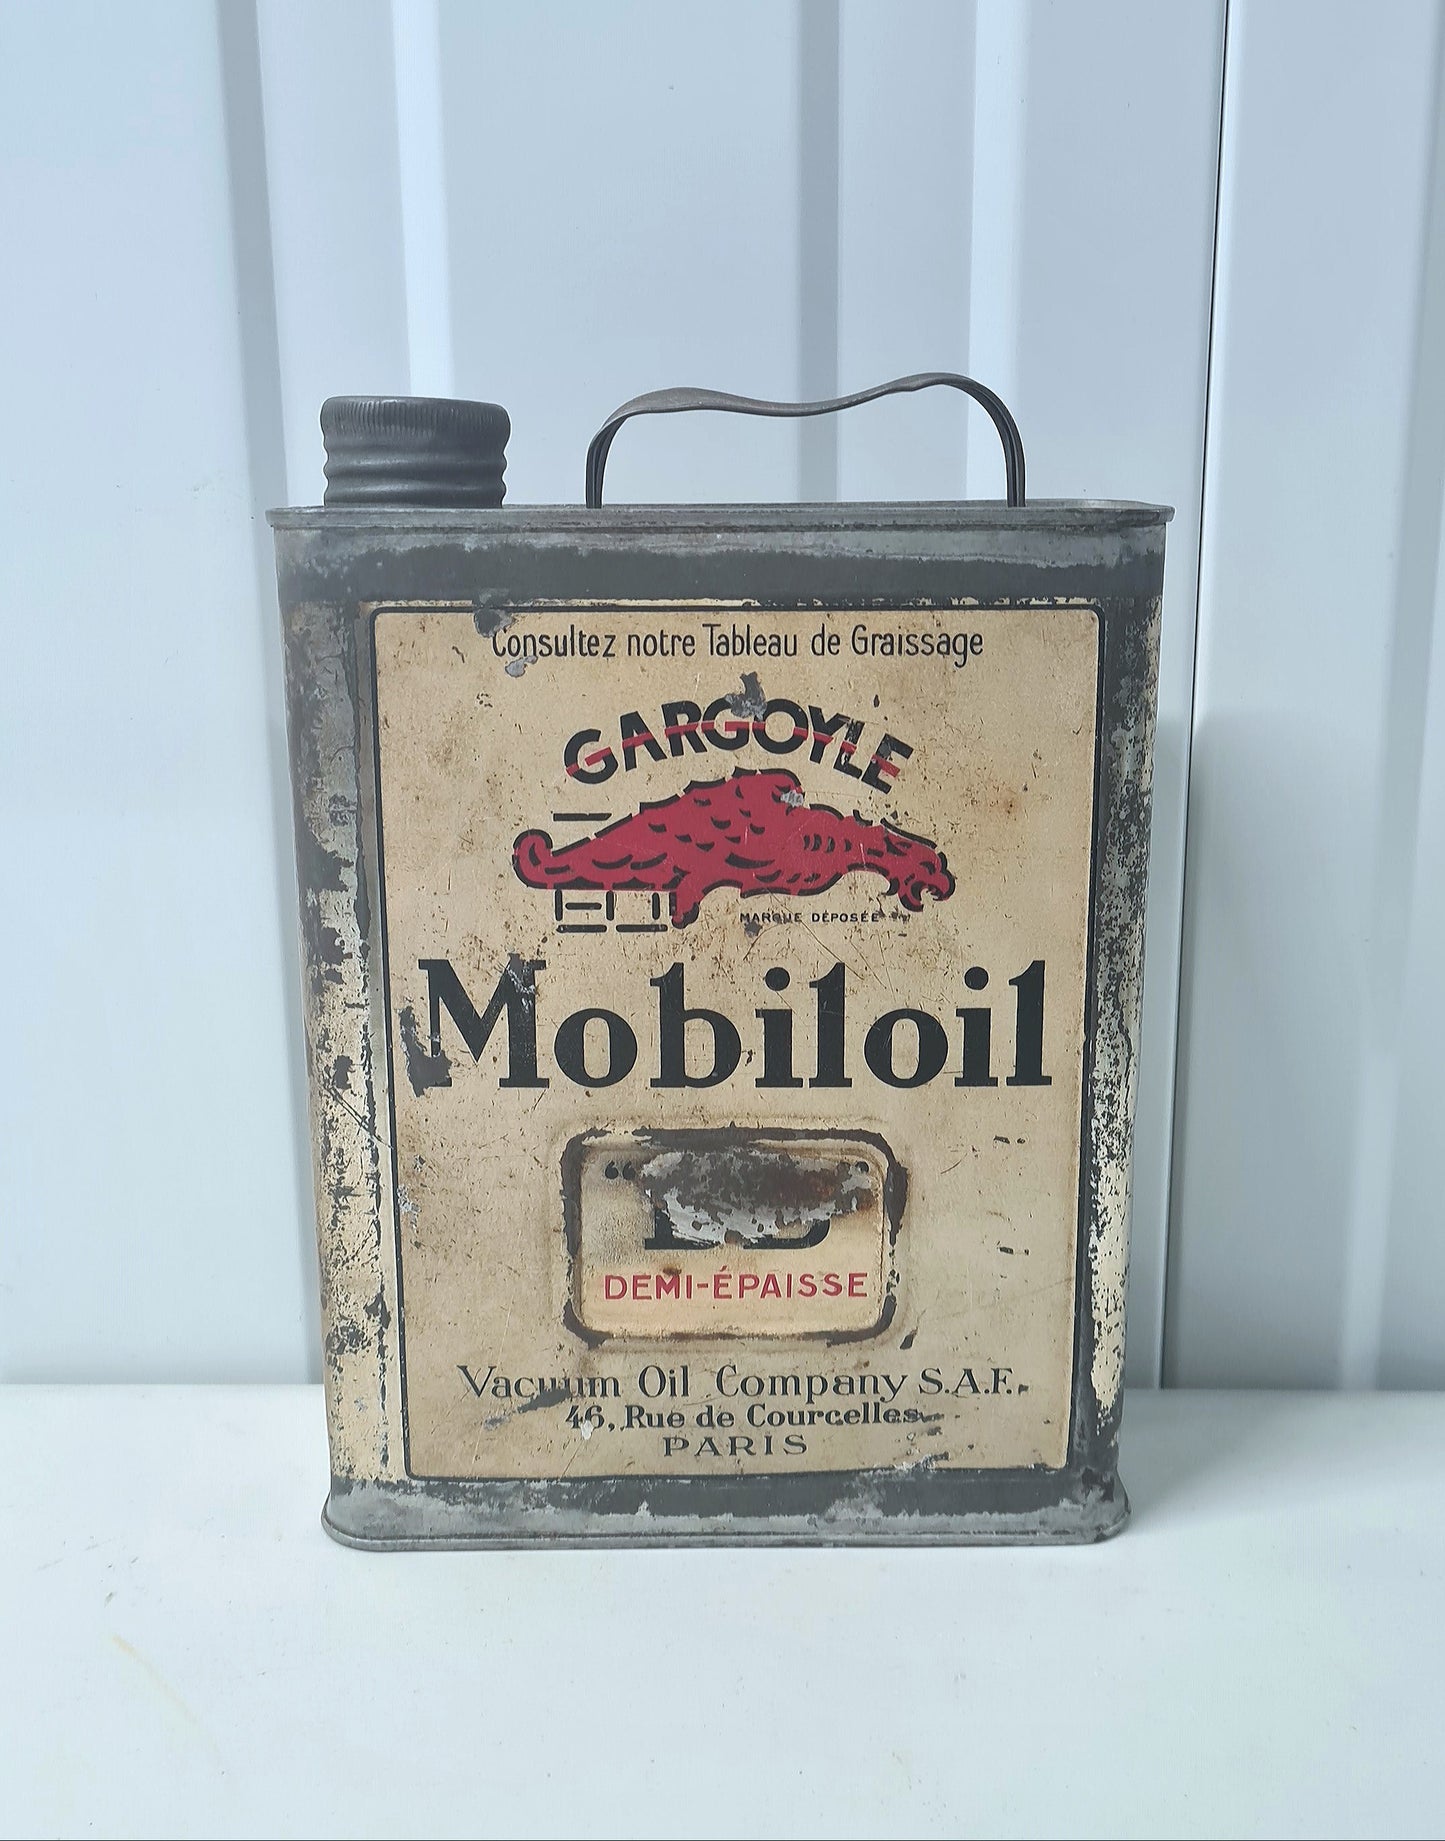 Consultez notre Tableau de Graissage
GARGOYLE
MARQUE DÉPOSÉE
Mobiloil
DEMI-ÉPAISSE
Vacuum Oil Company S.A.F.
46, Rue de Courcelles
PARIS